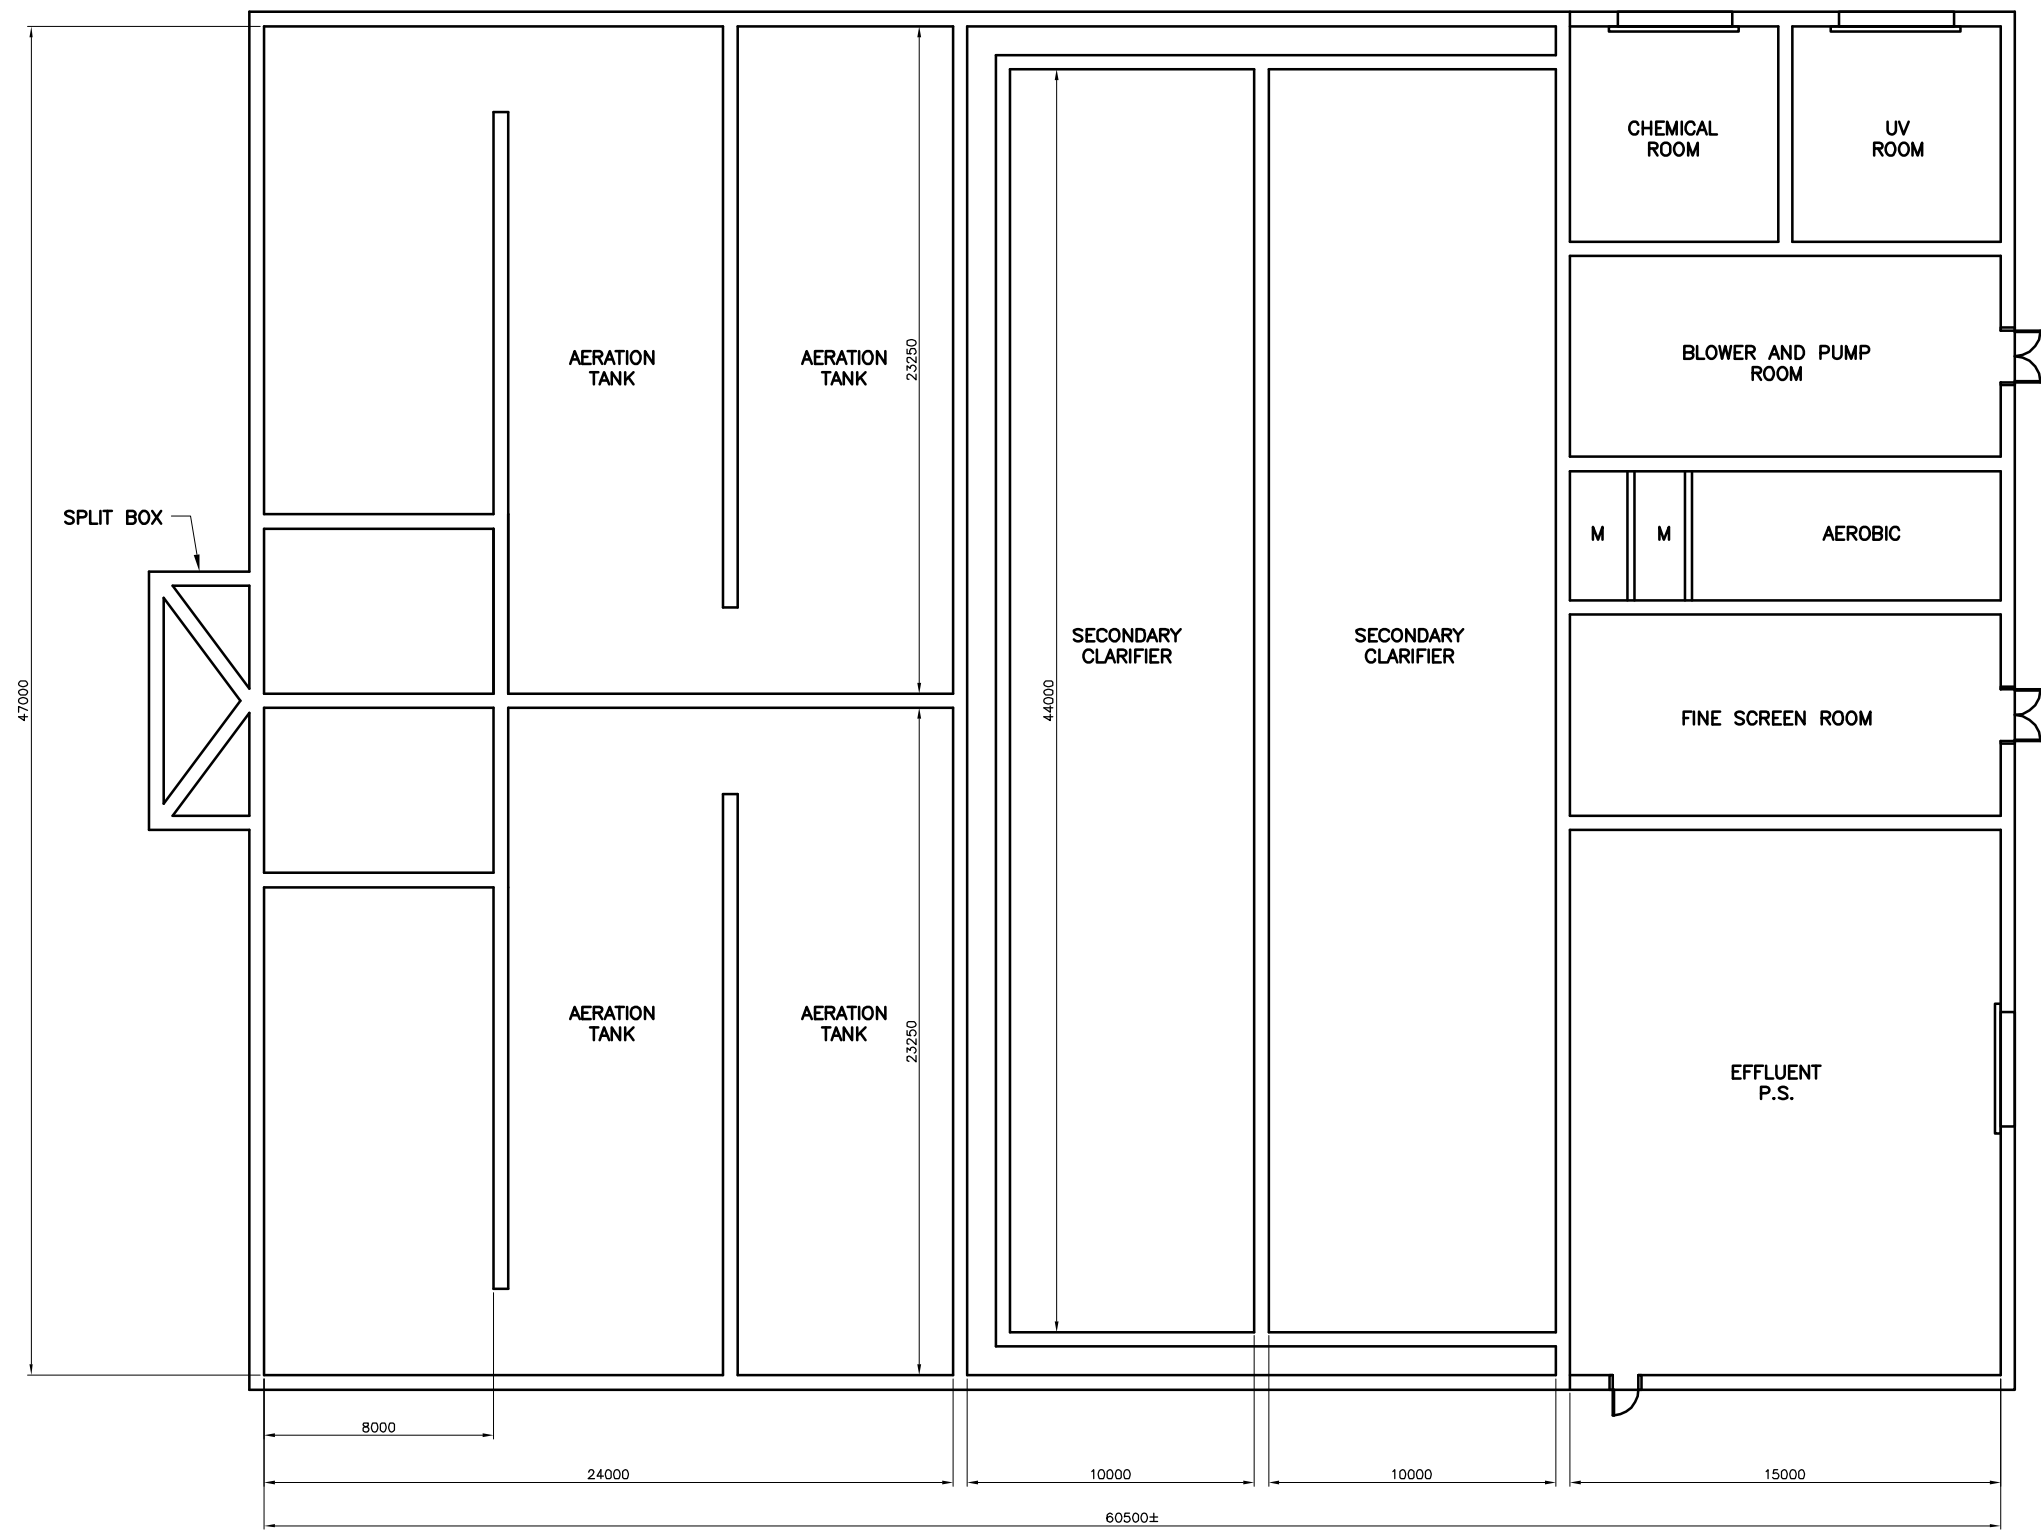 CHEMICAL
ROOM
UV
ROOM
AERATION
TANK
AERATION
TANK
23250
BLOWER AND PUMP
ROOM
SPLIT BOX
M
M
AEROBIC
SECONDARY
CLARIFIER
SECONDARY
CLARIFIER
47000
44000
FINE SCREEN ROOM
AERATION
TANK
AERATION
TANK
23250
EFFLUENT
P.S.
8000
24000
10000
10000
15000
60500±